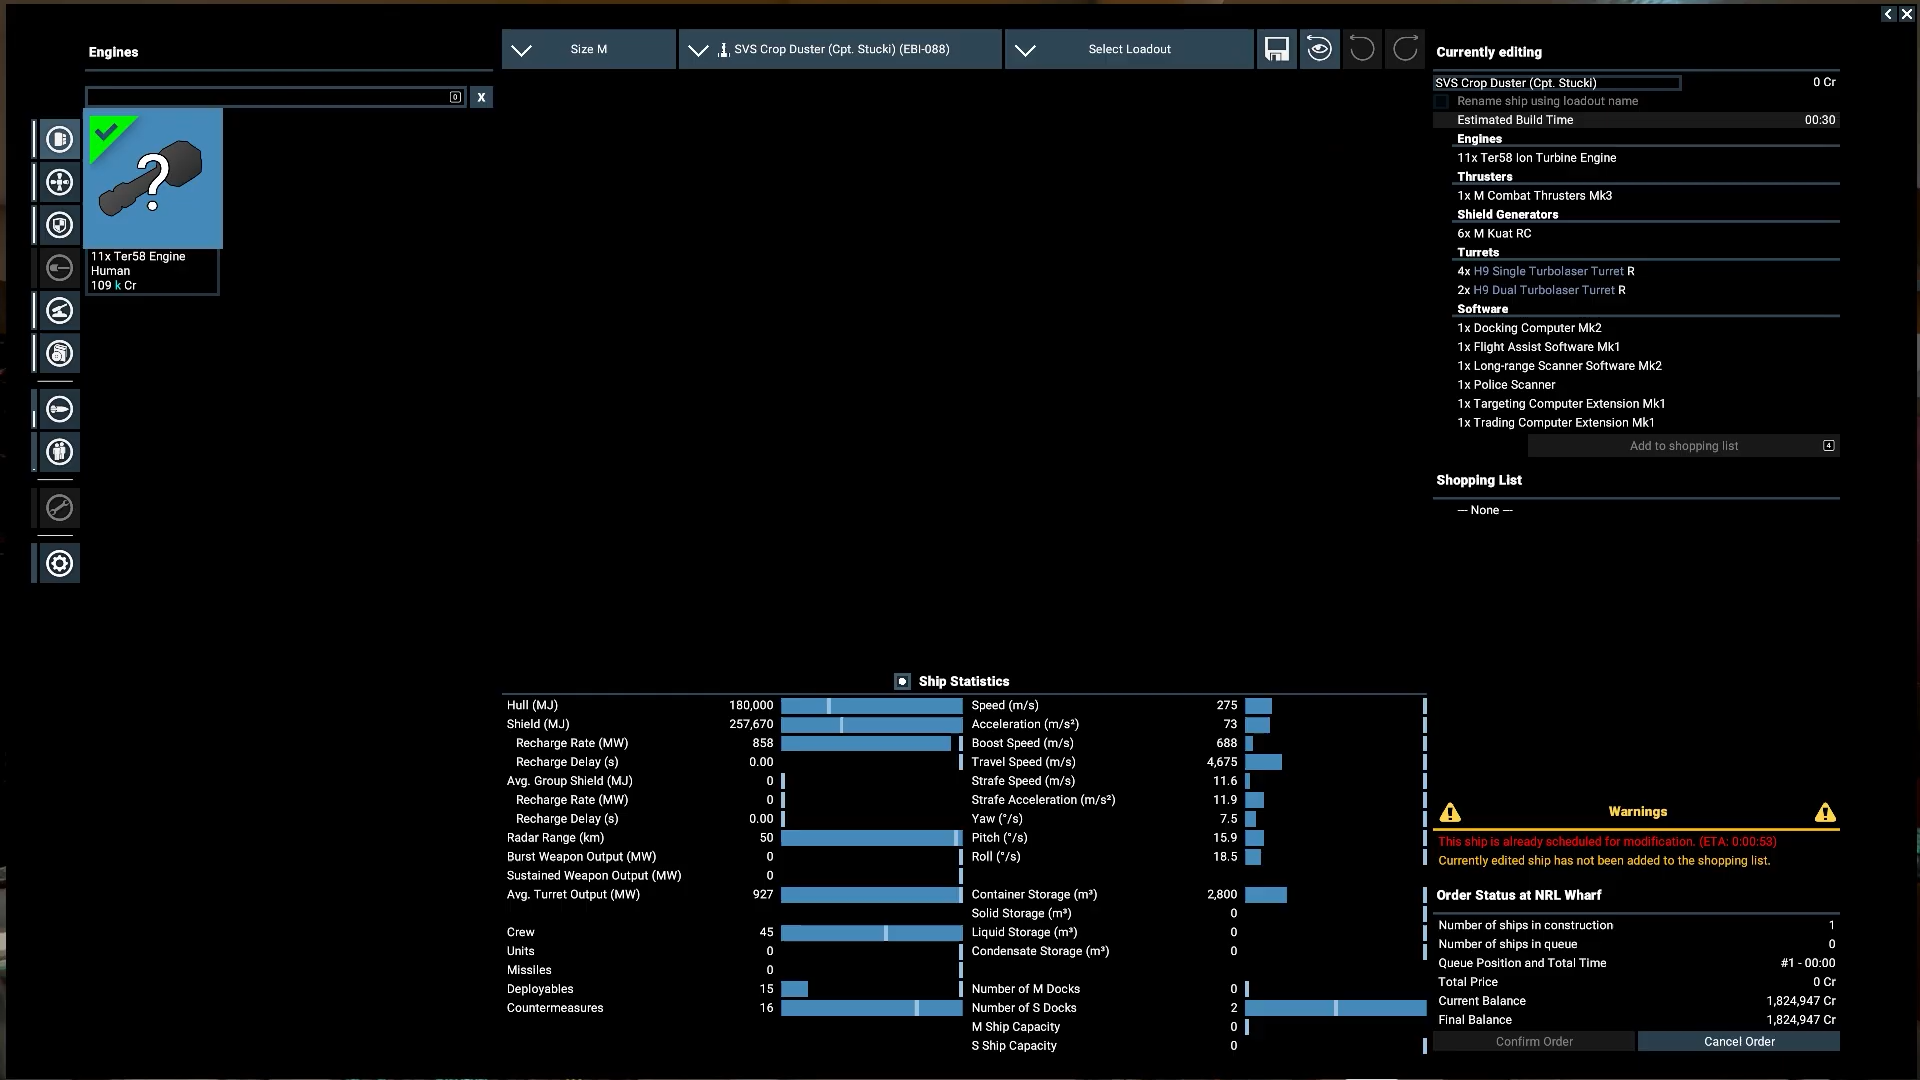 Engines
0
X
11x Ter58 Engine
Human
109 k Cr
Size M
SVS Crop Duster (Cpt. Stucki) (EBI-088)
Select Loadout
Currently editing
SVS Crop Duster (Cpt. Stucki) 0 Cr
Rename ship using loadout name
Estimated Build Time 00:30
Engines
11x Ter58 Ion Turbine Engine
Thrusters
1x M Combat Thrusters Mk3
Shield Generators
6x M Kuat RC
Turrets
4x H9 Single Turbolaser Turret R
2x H9 Dual Turbolaser Turret R
Software
1x Docking Computer Mk2
1x Flight Assist Software Mk1
1x Long-range Scanner Software Mk2
1x Police Scanner
1x Targeting Computer Extension Mk1
1x Trading Computer Extension Mk1
Add to shopping list 4
Shopping List
--- None ---
Ship Statistics
Hull (MJ) 180,000
Shield (MJ) 257,670
Recharge Rate (MW) 858
Recharge Delay (s) 0.00
Avg. Group Shield (MJ) 0
Recharge Rate (MW) 0
Recharge Delay (s) 0.00
Radar Range (km) 50
Burst Weapon Output (MW) 0
Sustained Weapon Output (MW) 0
Avg. Turret Output (MW) 927
Crew 45
Units 0
Missiles 0
Deployables 15
Countermeasures 16
Speed (m/s) 275
Acceleration (m/s²) 73
Boost Speed (m/s) 688
Travel Speed (m/s) 4,675
Strafe Speed (m/s) 11.6
Strafe Acceleration (m/s²) 11.9
Yaw (°/s) 7.5
Pitch (°/s) 15.9
Roll (°/s) 18.5
Container Storage (m³) 2,800
Solid Storage (m³) 0
Liquid Storage (m³) 0
Condensate Storage (m³) 0
Number of M Docks 0
Number of S Docks 2
M Ship Capacity 0
S Ship Capacity 0
Warnings
This ship is already scheduled for modification. (ETA: 0:00:53)
Currently edited ship has not been added to the shopping list.
Order Status at NRL Wharf
Number of ships in construction 1
Number of ships in queue 0
Queue Position and Total Time #1 - 00:00
Total Price 0 Cr
Current Balance 1,824,947 Cr
Final Balance 1,824,947 Cr
Confirm Order
Cancel Order